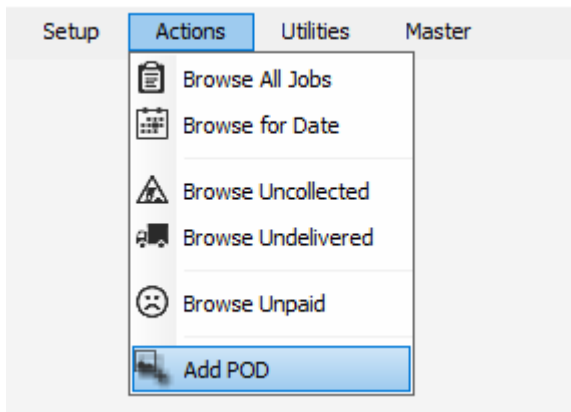 Setup Actions Utilities Master
Browse All Jobs
Browse for Date
Browse Uncollected
Browse Undelivered
Browse Unpaid
Add POD